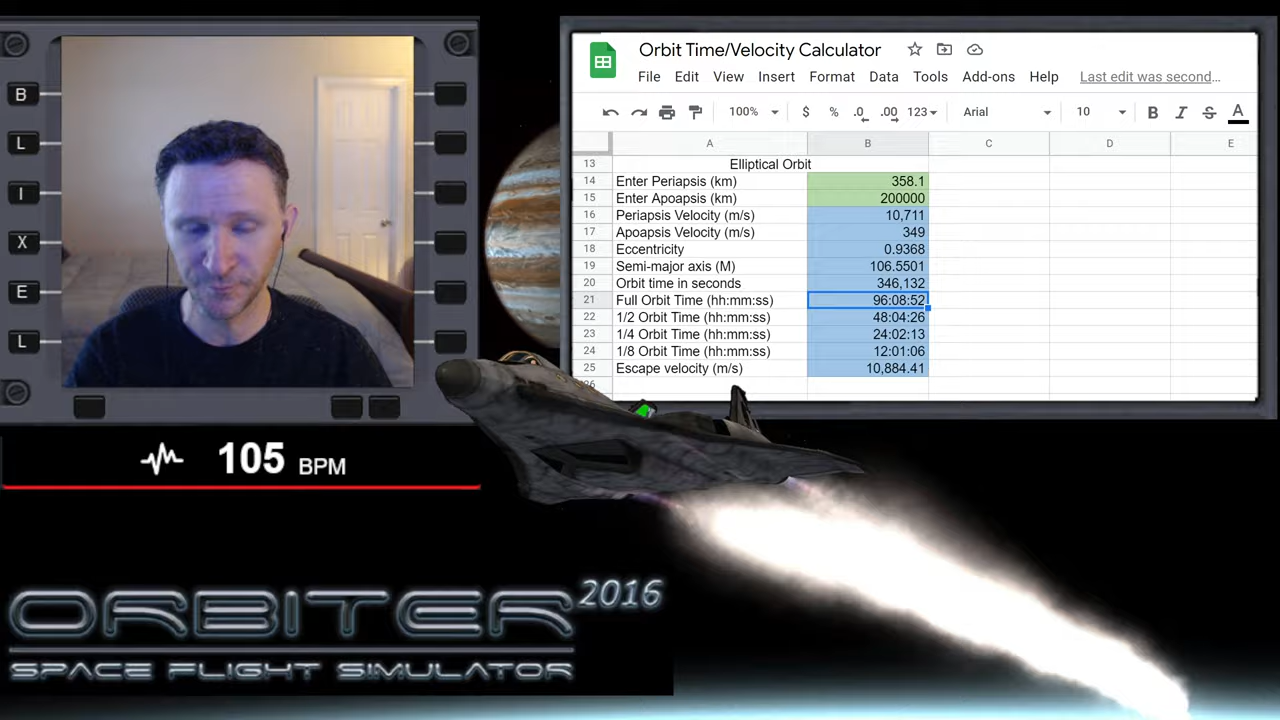 B
L
I
X
E
L
105 BPM
ORBITER 2016
SPACE FLIGHT SIMULATOR
Orbit Time/Velocity Calculator
File Edit View Insert Format Data Tools Add-ons Help Last edit was second…
100% $ % .0 .00 123 Arial 10 B I S A
A B C D E
13 Elliptical Orbit
14 Enter Periapsis (km) 358.1
15 Enter Apoapsis (km) 200000
16 Periapsis Velocity (m/s) 10,711
17 Apoapsis Velocity (m/s) 349
18 Eccentricity 0.9368
19 Semi-major axis (M) 106.5501
20 Orbit time in seconds 346,132
21 Full Orbit Time (hh:mm:ss) 96:08:52
22 1/2 Orbit Time (hh:mm:ss) 48:04:26
23 1/4 Orbit Time (hh:mm:ss) 24:02:13
24 1/8 Orbit Time (hh:mm:ss) 12:01:06
25 Escape velocity (m/s) 10,884.41
26